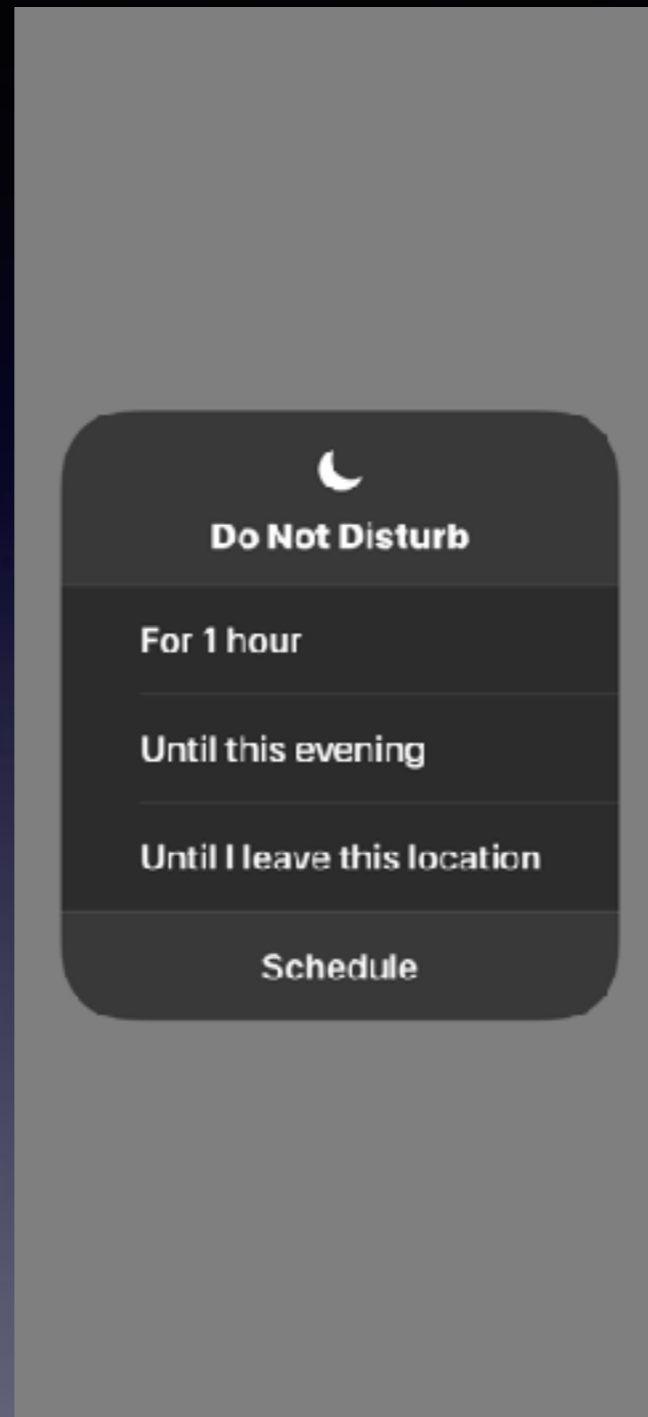 Do Not Disturb
For 1 hour
Until this evening
Until I leave this location
Schedule